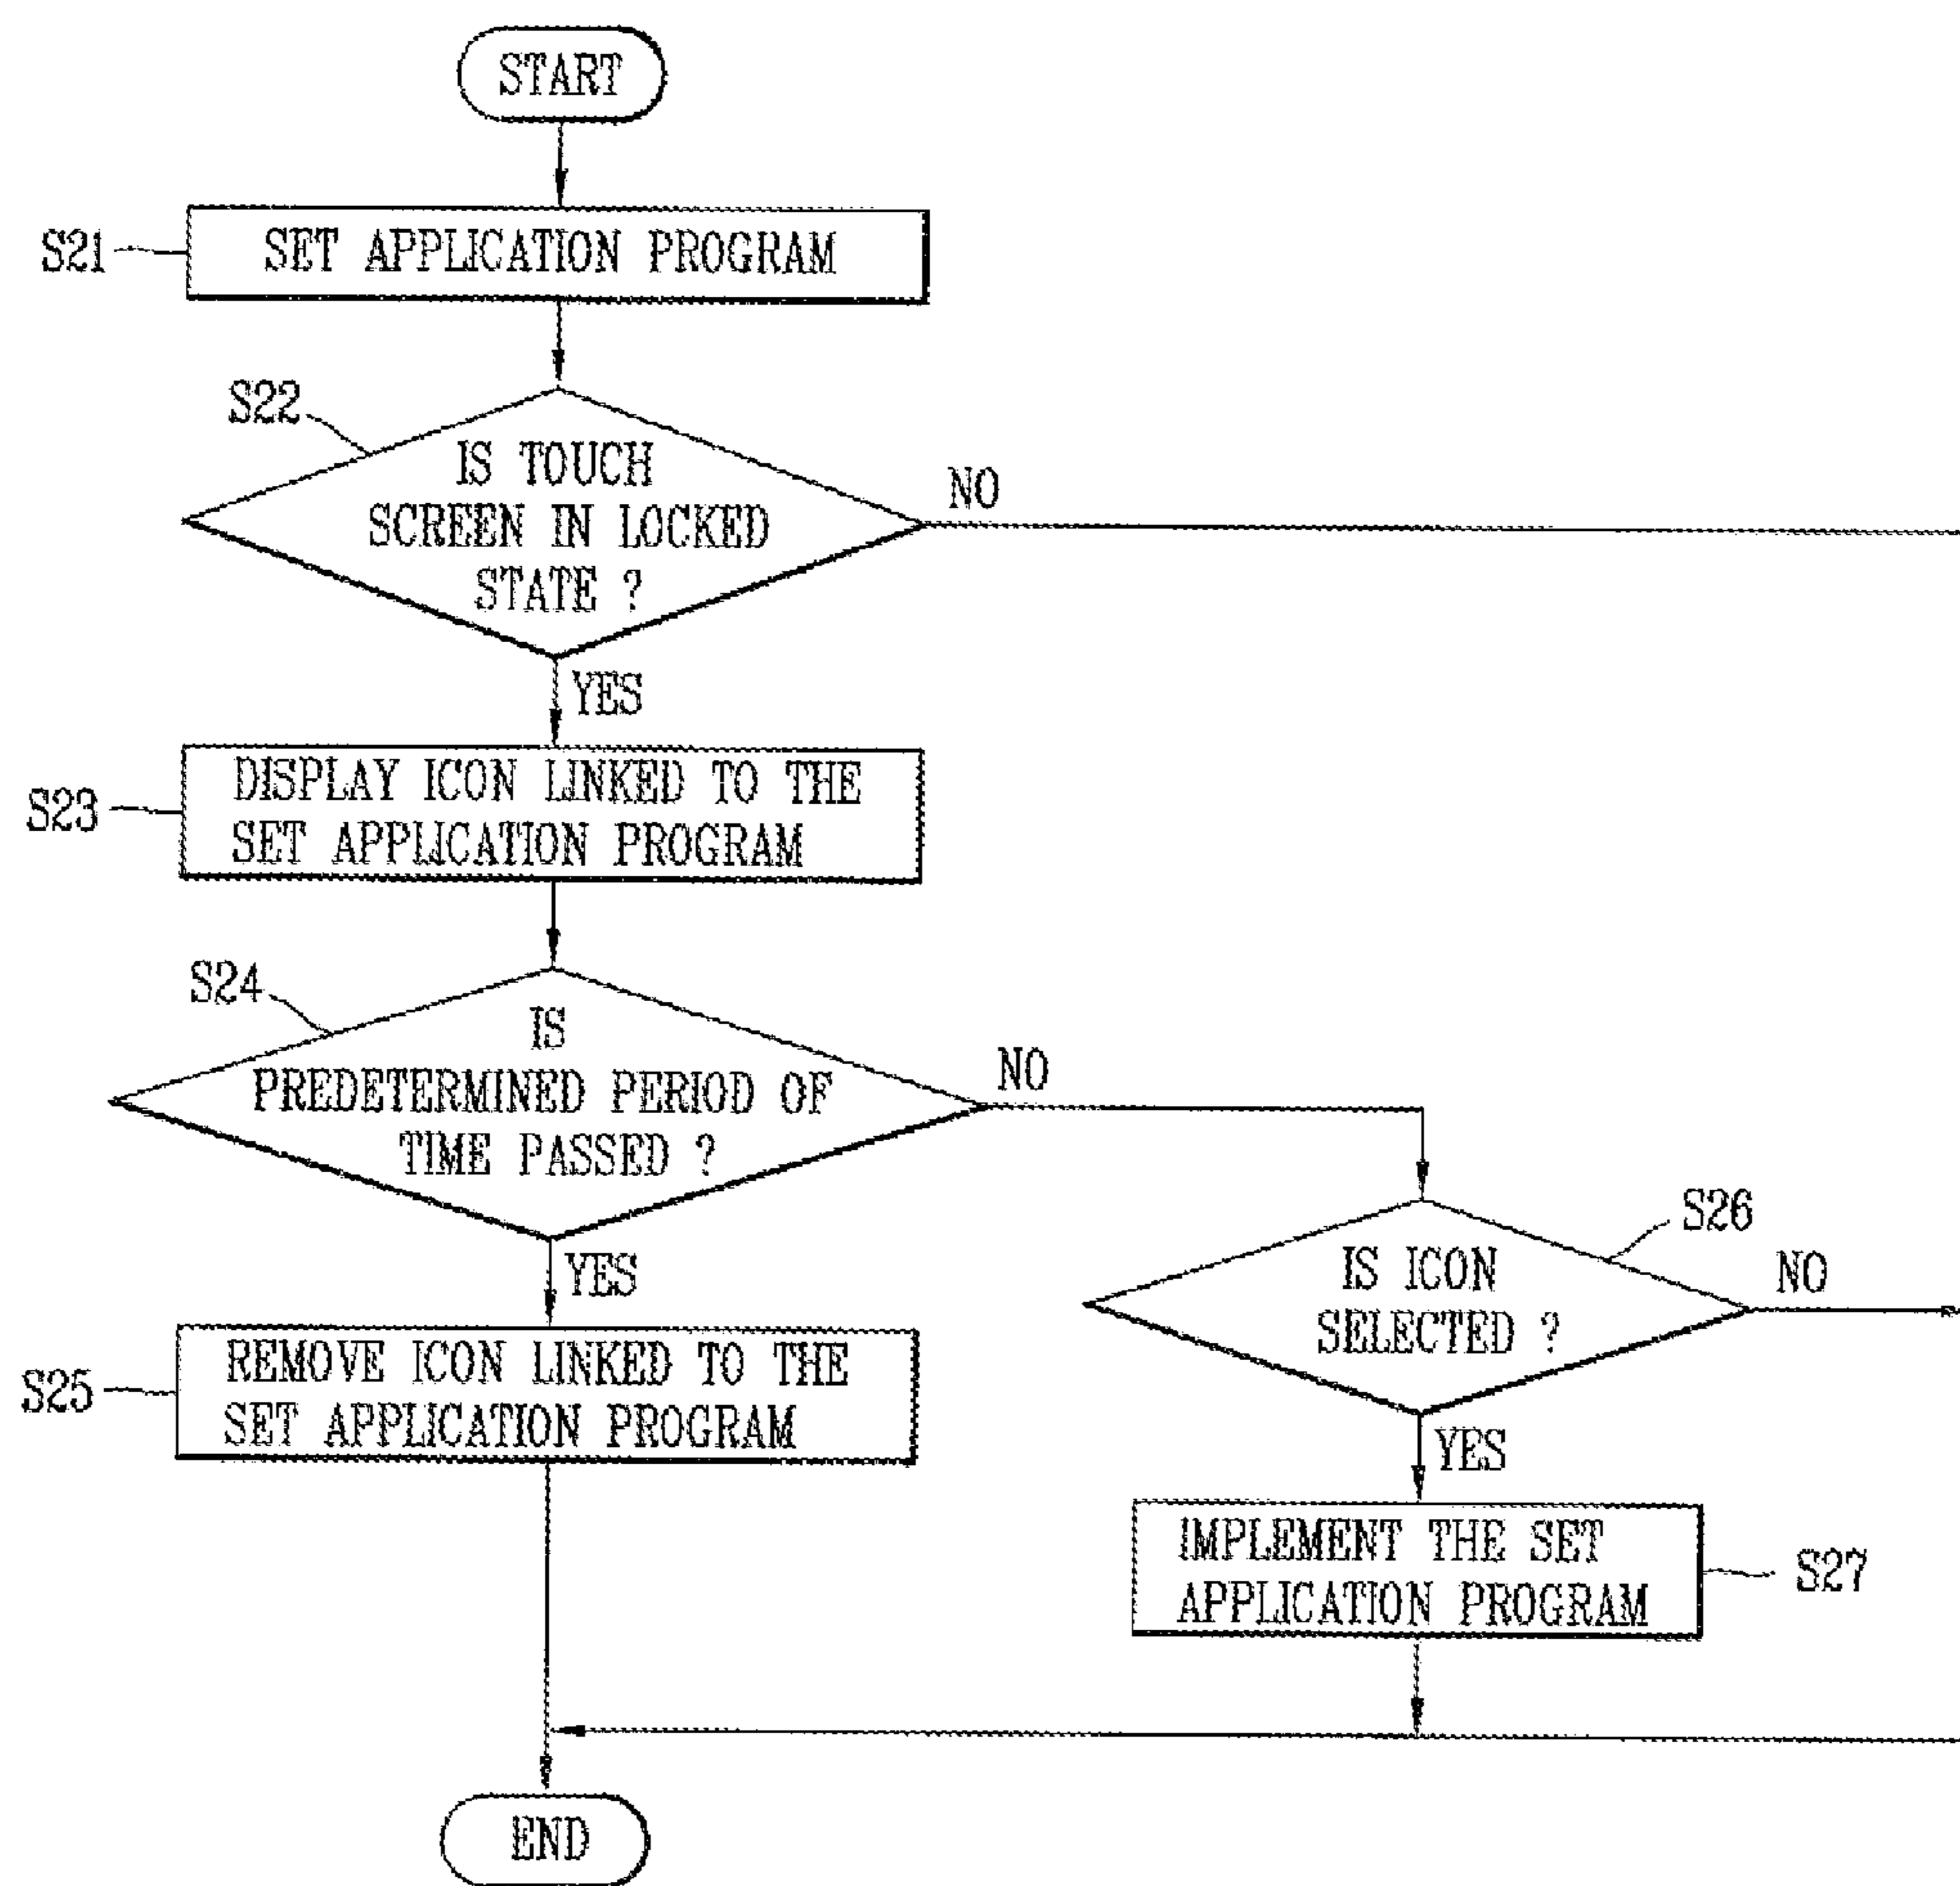 START
S21
SET APPLICATION PROGRAM
S22
IS TOUCH
SCREEN IN LOCKED
STATE ?
NO
YES
S23
DISPLAY ICON LINKED TO THE
SET APPLICATION PROGRAM
S24
IS
PREDETERMINED PERIOD OF
TIME PASSED ?
NO
YES
S26
IS ICON
SELECTED ?
NO
YES
S25
REMOVE ICON LINKED TO THE
SET APPLICATION PROGRAM
IMPLEMENT THE SET
APPLICATION PROGRAM
S27
END